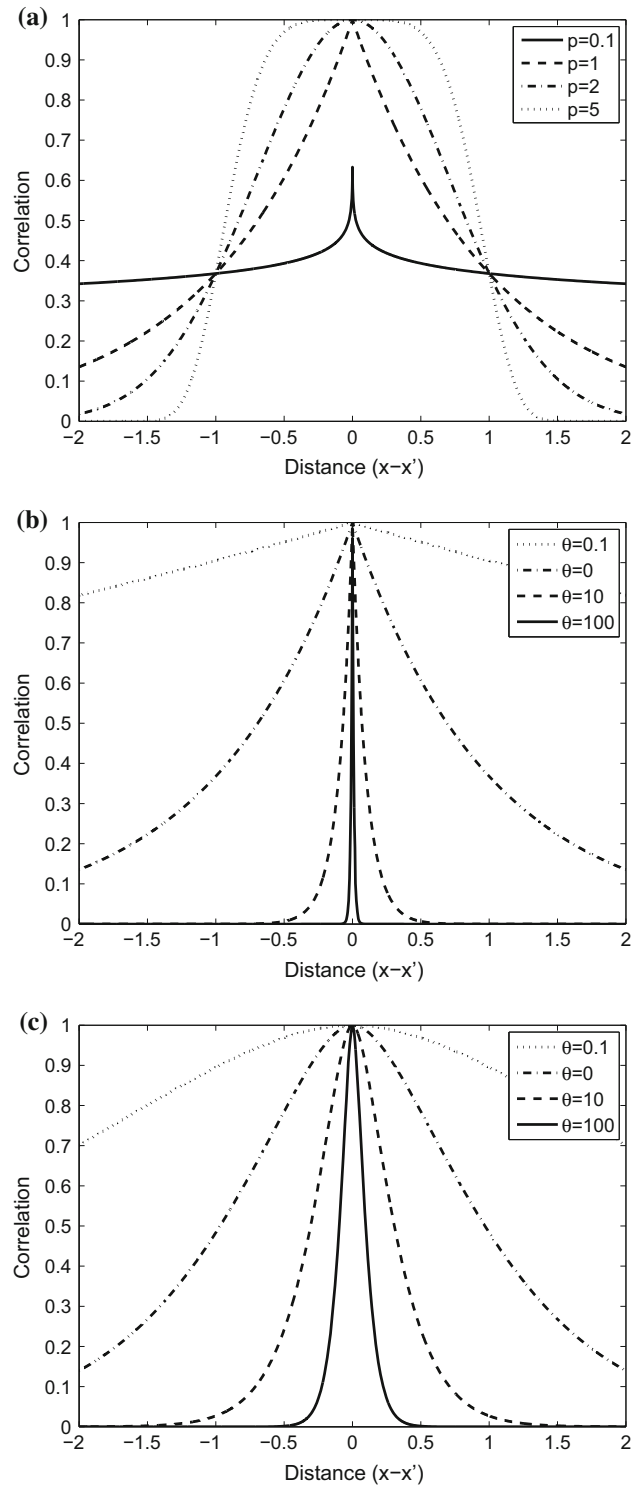 (a)
1
0.9
0.8
0.7
0.6
0.5
0.4
0.3
0.2
0.1
0
Correlation
p=0.1
p=1
p=2
p=5
−2 −1.5 −1 −0.5 0 0.5 1 1.5 2
Distance (x−x’)
(b)
1
0.9
0.8
0.7
0.6
0.5
0.4
0.3
0.2
0.1
0
Correlation
θ=0.1
θ=0
θ=10
θ=100
−2 −1.5 −1 −0.5 0 0.5 1 1.5 2
Distance (x−x’)
(c)
1
0.9
0.8
0.7
0.6
0.5
0.4
0.3
0.2
0.1
0
Correlation
θ=0.1
θ=0
θ=10
θ=100
−2 −1.5 −1 −0.5 0 0.5 1 1.5 2
Distance (x−x’)